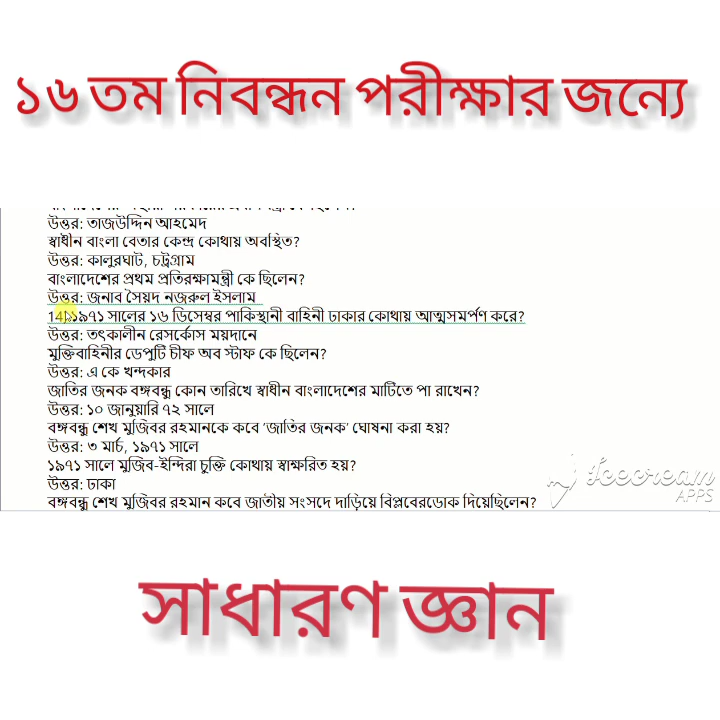 ১৬ তম নিবন্ধন পরীক্ষার জন্যে
উত্তর: তাজউদ্দিন আহমেদ
স্বাধীন বাংলা বেতার কেন্দ্র কোথায় অবস্থিত?
উত্তর: কালুরঘাট, চট্রগ্রাম
বাংলাদেশের প্রথম প্রতিরক্ষামন্ত্রী কে ছিলেন?
উত্তর: জনাব সৈয়দ নজরুল ইসলাম
14।১৯৭১ সালের ১৬ ডিসেম্বর পাকিস্থানী বাহিনী ঢাকার কোথায় আত্মসমর্পণ করে?
উত্তর: তৎকালীন রেসর্কোস ময়দানে
মুক্তিবাহিনীর ডেপুটি চীফ অব স্টাফ কে ছিলেন?
উত্তর: এ কে খন্দকার
জাতির জনক বঙ্গবন্ধু কোন তারিখে স্বাধীন বাংলাদেশের মাটিতে পা রাখেন?
উত্তর: ১০ জানুয়ারি ৭২ সালে
বঙ্গবন্ধু শেখ মুজিবর রহমানকে কবে ‘জাতির জনক’ ঘোষনা করা হয়?
উত্তর: ৩ মার্চ, ১৯৭১ সালে
১৯৭১ সালে মুজিব-ইন্দিরা চুক্তি কোথায় স্বাক্ষরিত হয়?
উত্তর: ঢাকা
বঙ্গবন্ধু শেখ মুজিবর রহমান কবে জাতীয় সংসদে দাড়িয়ে বিপ্লবেরডোক দিয়েছিলেন?
Icecream
APPS
সাধারণ জ্ঞান